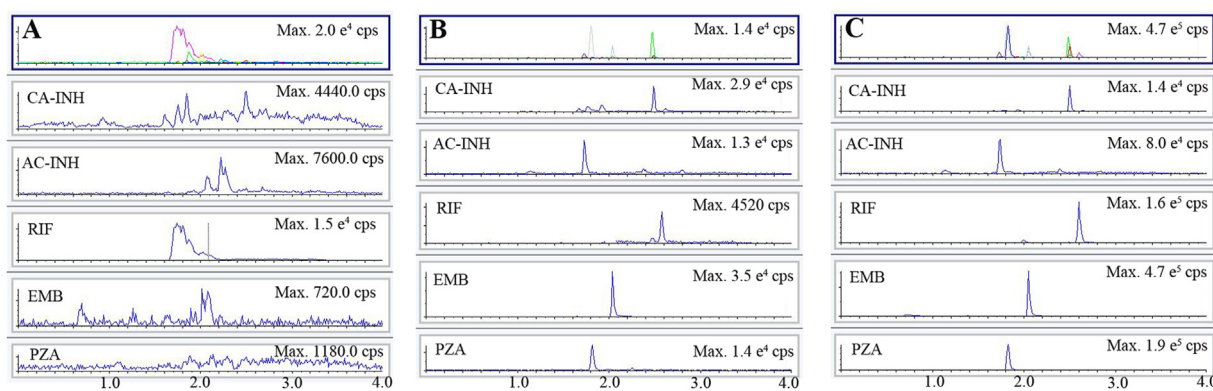 A
Max. 2.0 e⁴ cps
CA-INH
Max. 4440.0 cps
AC-INH
Max. 7600.0 cps
RIF
Max. 1.5 e⁴ cps
EMB
Max. 720.0 cps
PZA
Max. 1180.0 cps
1.0 2.0 3.0 4.0
B
Max. 1.4 e⁴ cps
CA-INH
Max. 2.9 e⁴ cps
AC-INH
Max. 1.3 e⁴ cps
RIF
Max. 4520 cps
EMB
Max. 3.5 e⁴ cps
PZA
Max. 1.4 e⁴ cps
1.0 2.0 3.0 4.0
C
Max. 4.7 e⁵ cps
CA-INH
Max. 1.4 e⁴ cps
AC-INH
Max. 8.0 e⁴ cps
RIF
Max. 1.6 e⁵ cps
EMB
Max. 4.7 e⁵ cps
PZA
Max. 1.9 e⁵ cps
1.0 2.0 3.0 4.0